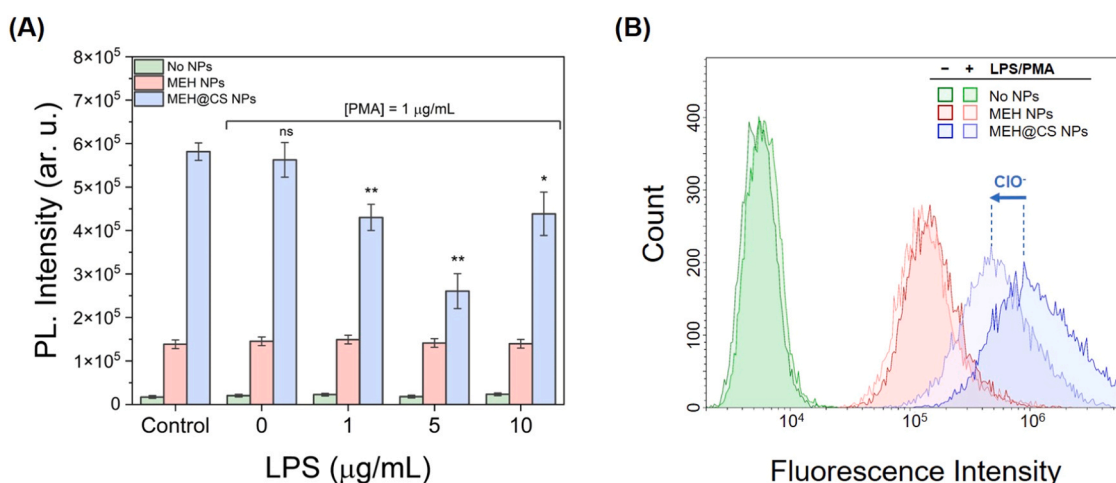 (A)
PL. Intensity (ar. u.)
8×10⁵
7×10⁵
6×10⁵
5×10⁵
4×10⁵
3×10⁵
2×10⁵
1×10⁵
0
No NPs
MEH NPs
MEH@CS NPs
[PMA] = 1 μg/mL
ns
**
**
*
Control 0 1 5 10
LPS (μg/mL)
(B)
Count
400
300
200
100
0
− + LPS/PMA
No NPs
MEH NPs
MEH@CS NPs
ClO⁻
10⁴ 10⁵ 10⁶
Fluorescence Intensity